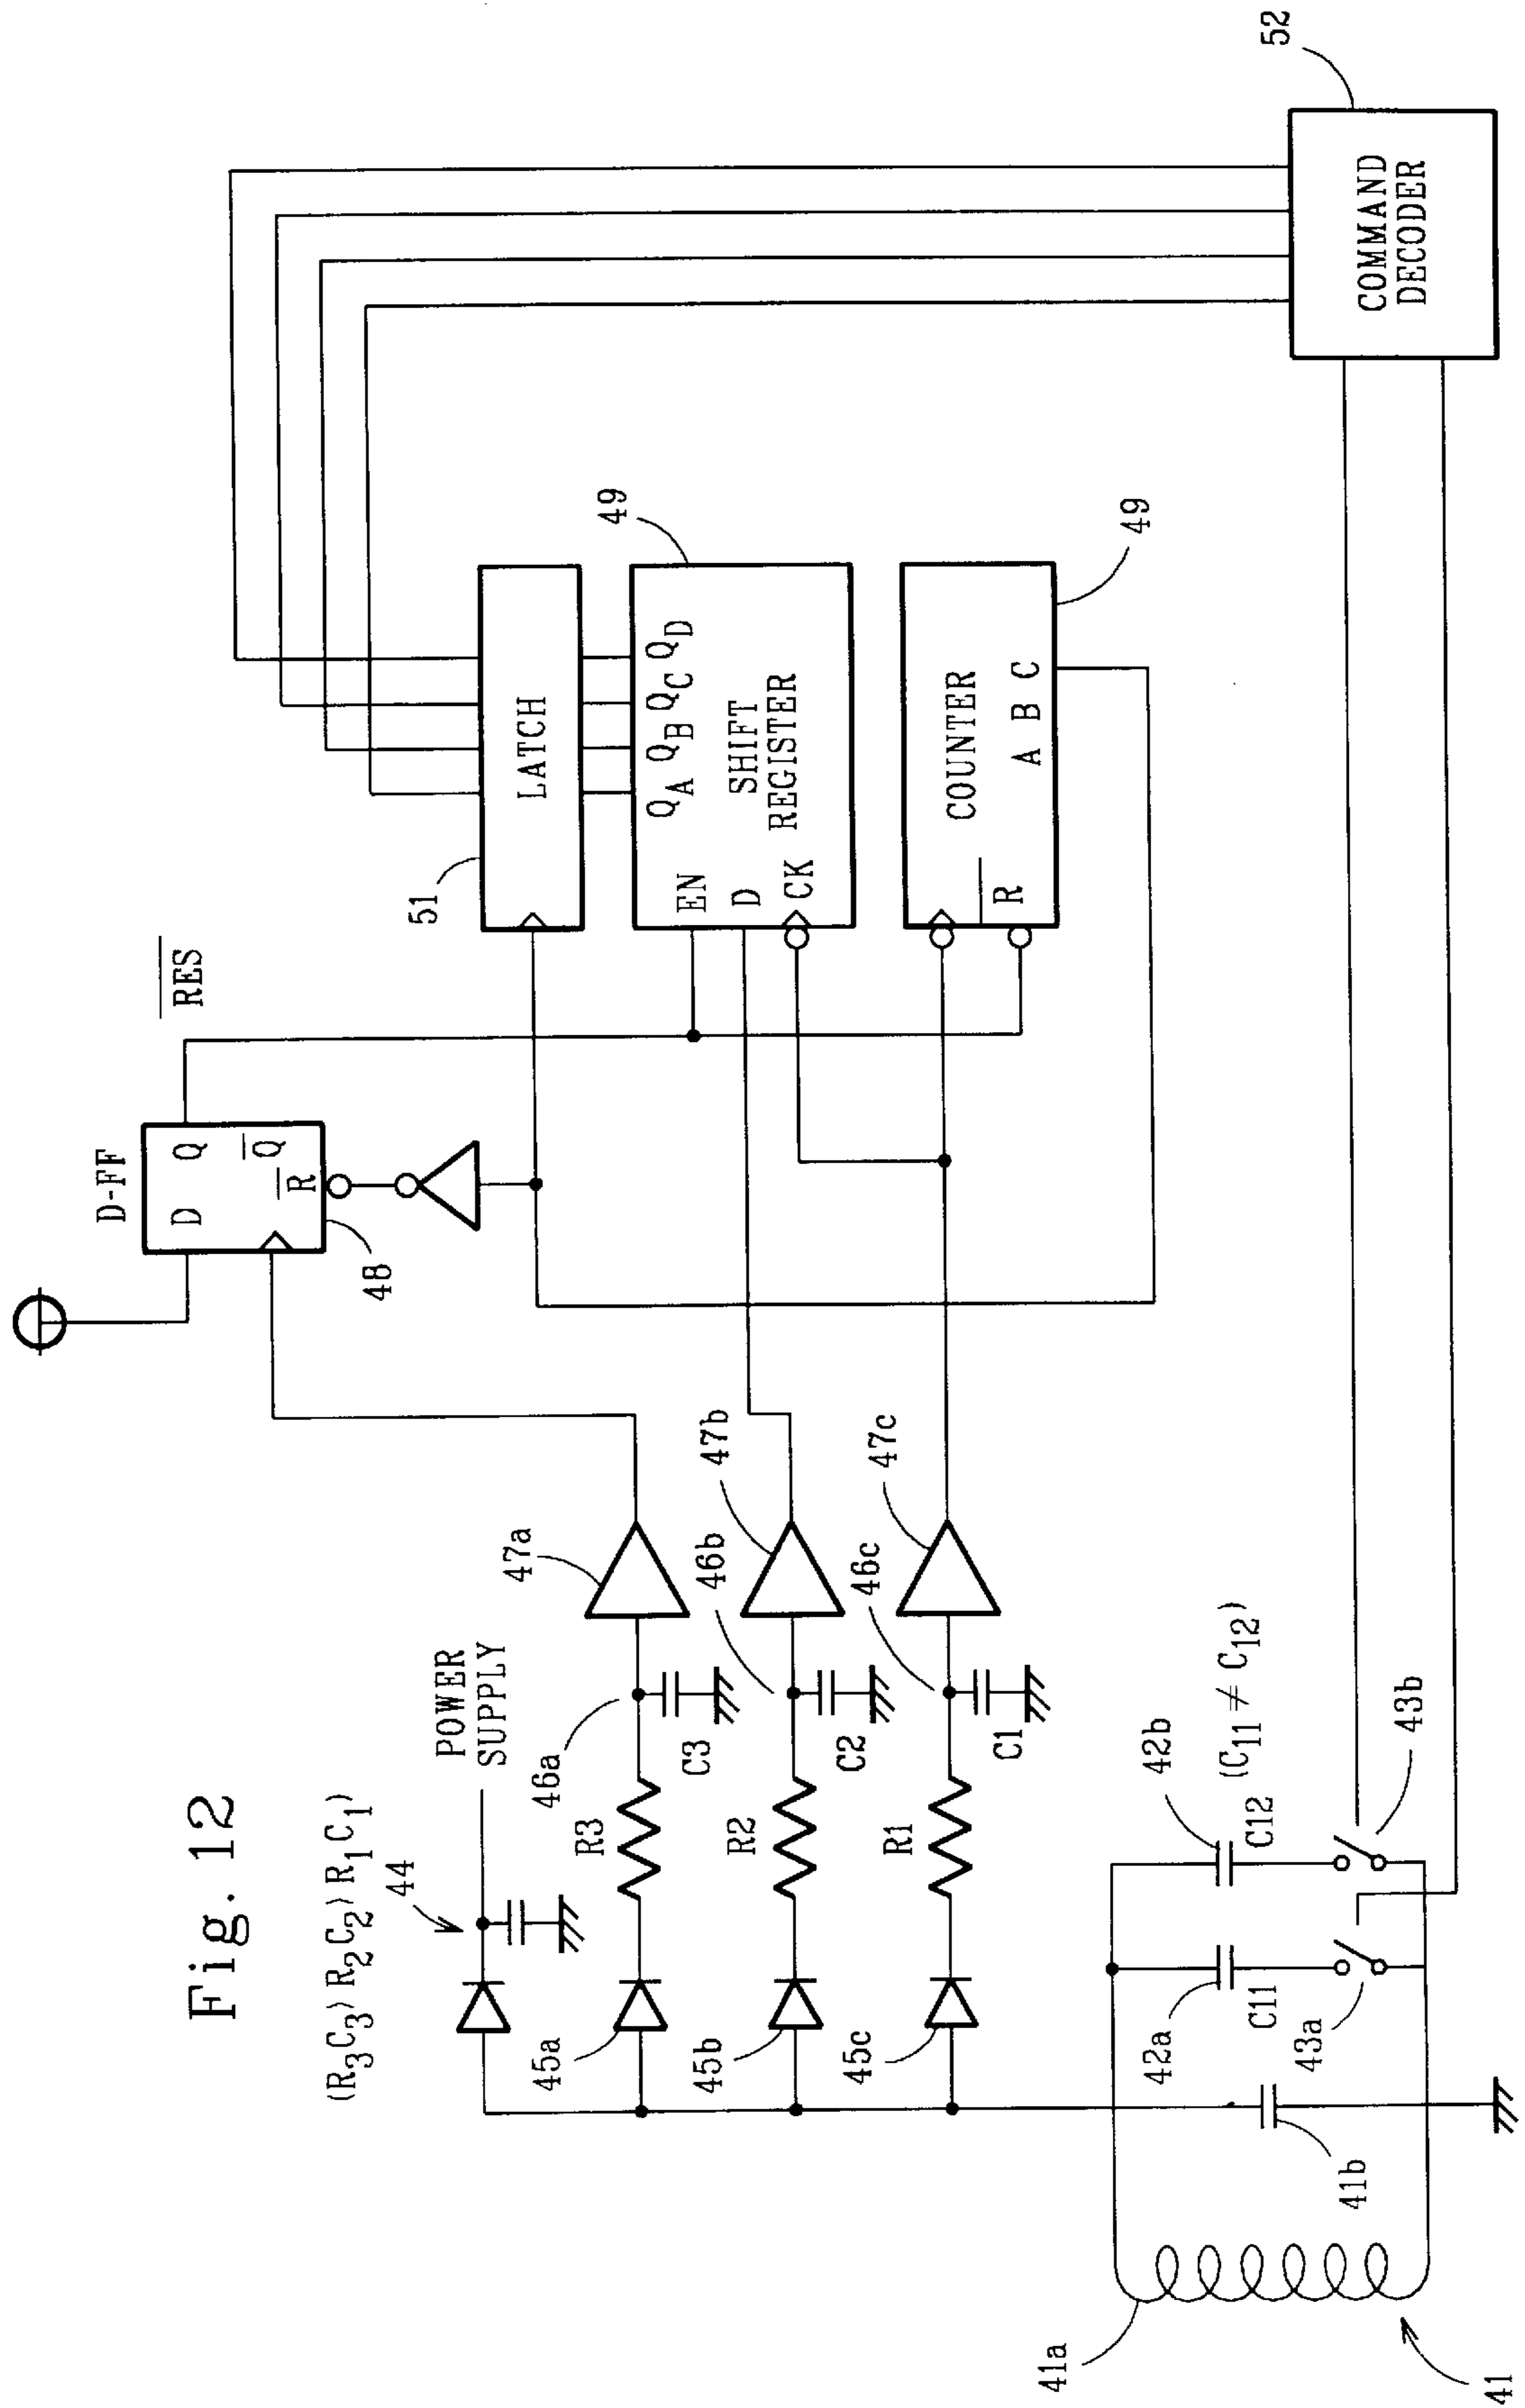 Fig. 12
(R3C3⟩R2C2⟩R1C1)
44
POWER
SUPPLY
45a
R3
C3
46a
47a
45b
R2
C2
46b
47b
45c
R1
C1
46c
47c
D-FF
D
Q
Q̅
R̅
48
R̅E̅S̅
51
LATCH
49
QA QB QC QD
EN
D
CK
SHIFT
REGISTER
COUNTER
R̅
A B C
49
52
COMMAND
DECODER
41
41a
41b
42a
C11
43a
42b
C12
(C11 ≠ C12)
43b